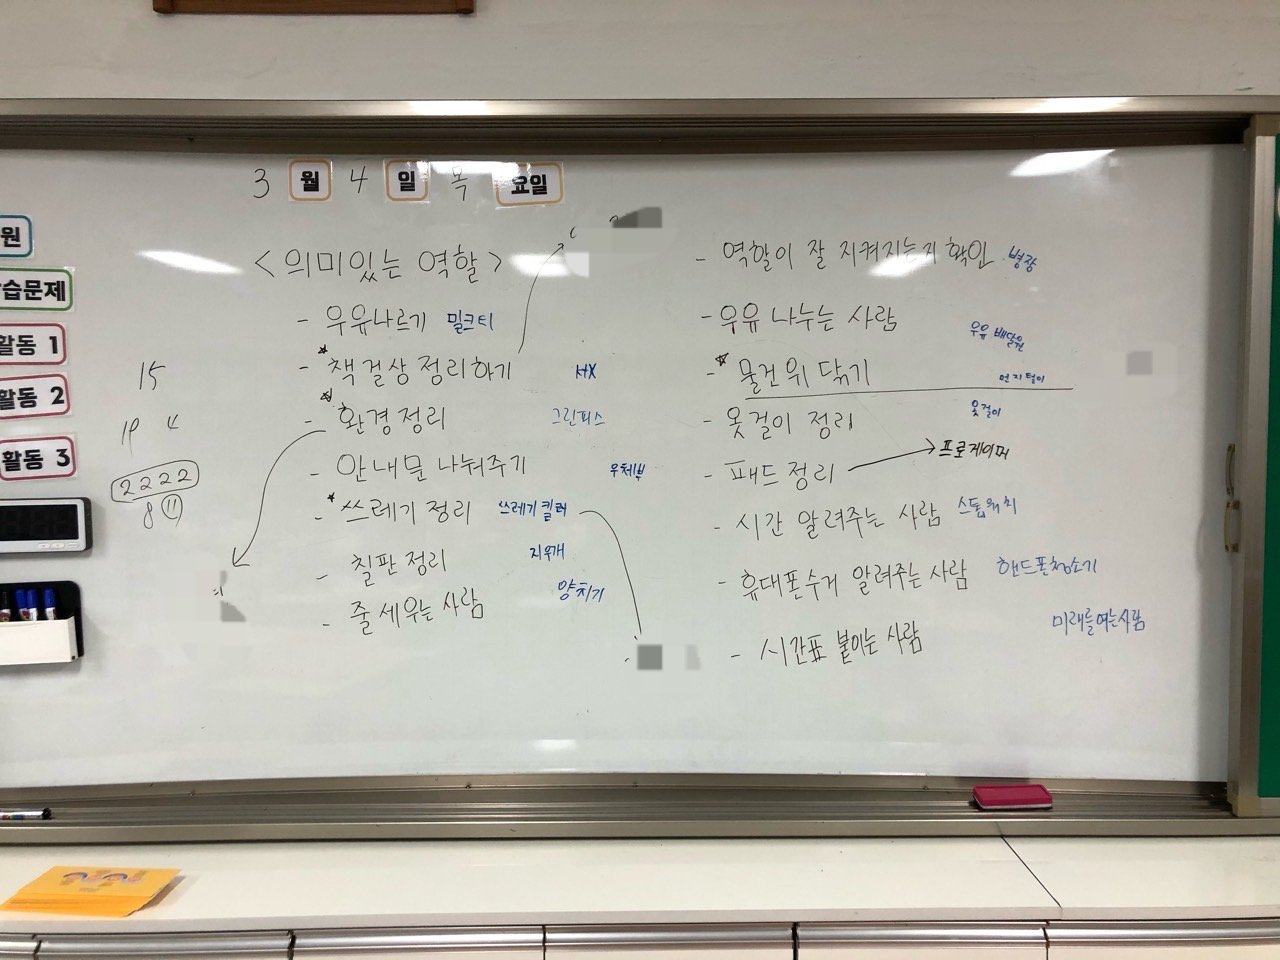 3 월 4 일 목 요일
원
습문제
활동 1
활동 2
활동 3
15
19 4
2222
8 11
<의미있는 역할>
- 우유나르기 밀크티
- 책걸상 정리하기
- 환경정리 그린피스
- 안내문 나눠주기 우체부
- 쓰레기 정리 쓰레기 킬러
- 칠판 정리 지우개
- 줄 세우는 사람 양치기
- 역할이 잘 지켜지는지 확인 병장
- 우유 나누는 사람 우유 배달원
- 물건위 닦기 먼지털이
- 옷걸이 정리 옷걸이
- 패드 정리 → 프로게이머
- 시간 알려주는 사람 스톱워치
- 휴대폰수거 알려주는 사람 핸드폰청소기
- 시간표 붙이는 사람 미래를여는사람